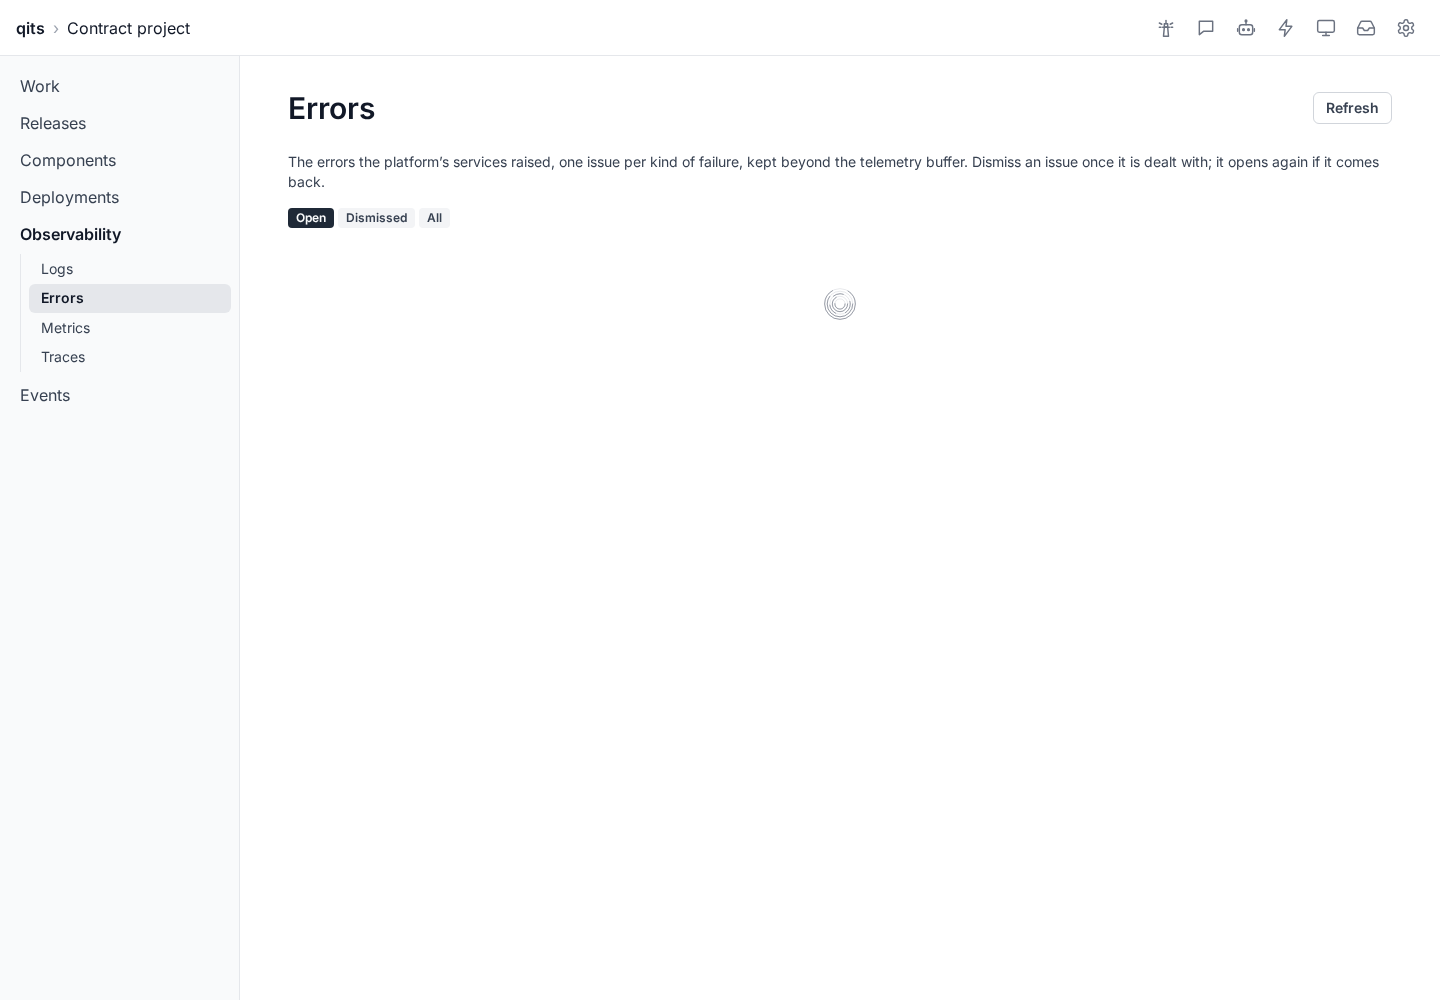 qits › Contract project
Work
Releases
Components
Deployments
Observability
Logs
Errors
Metrics
Traces
Events
Errors
Refresh
The errors the platform’s services raised, one issue per kind of failure, kept beyond the telemetry buffer. Dismiss an issue once it is dealt with; it opens again if it comes
back.
Open Dismissed All